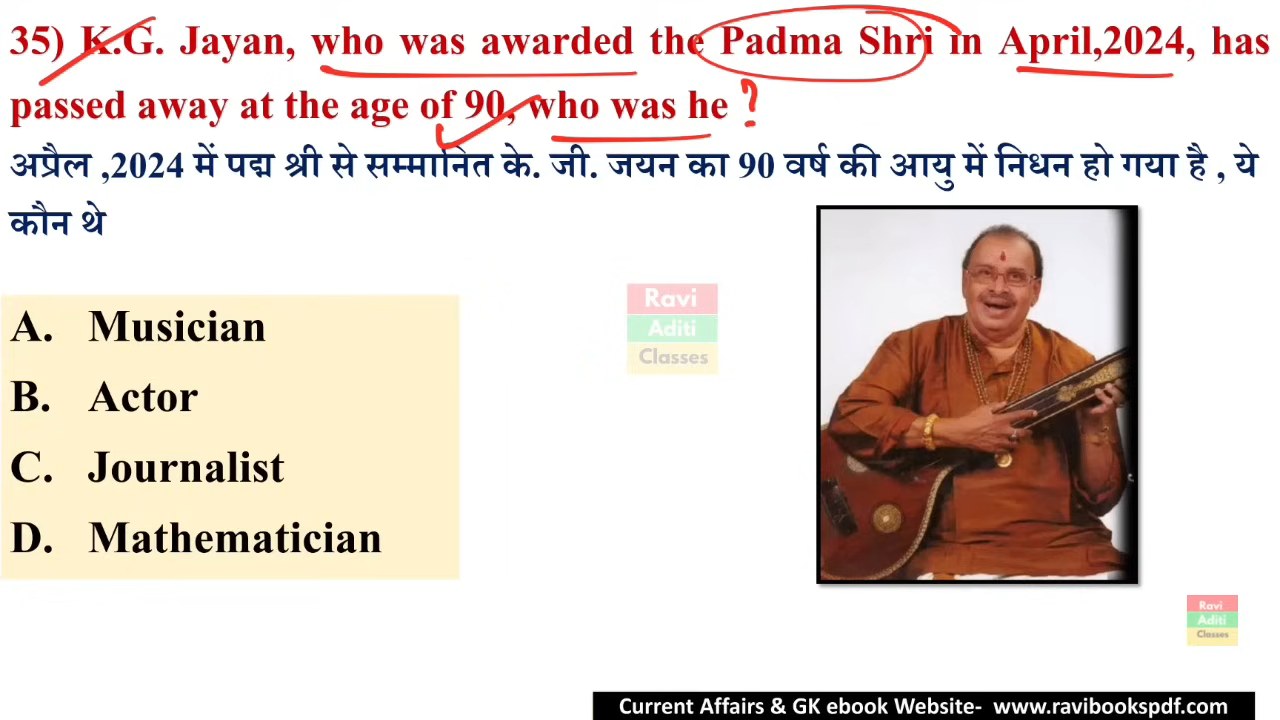 35) K.G. Jayan, who was awarded the Padma Shri in April,2024, has
passed away at the age of 90, who was he ?
अप्रैल ,2024 में पद्म श्री से सम्मानित के. जी. जयन का 90 वर्ष की आयु में निधन हो गया है , ये
कौन थे
A. Musician
B. Actor
C. Journalist
D. Mathematician
Ravi
Aditi
Classes
Ravi
Aditi
Classes
Current Affairs & GK ebook Website- www.ravibookspdf.com